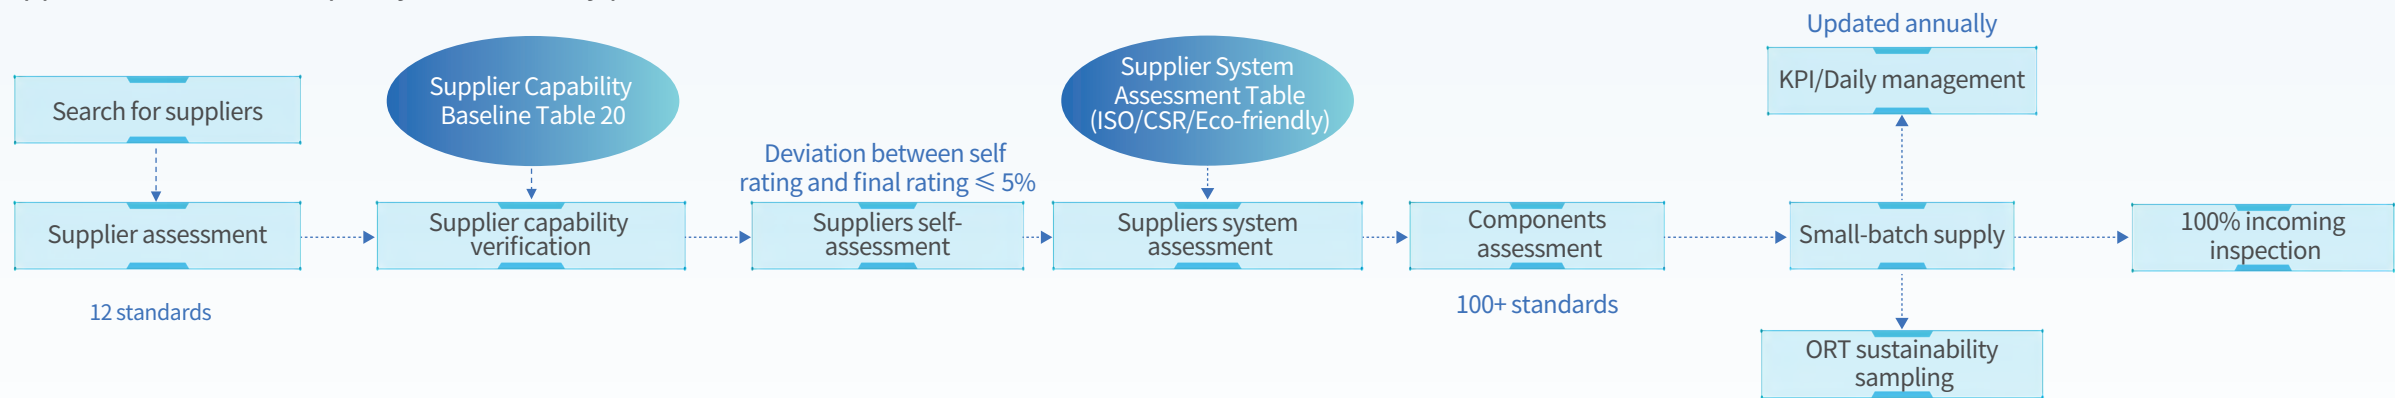 Search for suppliers
Supplier assessment
12 standards
Supplier Capability
Baseline Table 20
Supplier capability
verification
Deviation between self
rating and final rating ≤ 5%
Suppliers self-
assessment
Supplier System
Assessment Table
(ISO/CSR/Eco-friendly)
Suppliers system
assessment
Components
assessment
100+ standards
Updated annually
KPI/Daily management
Small-batch supply
ORT sustainability
sampling
100% incoming
inspection